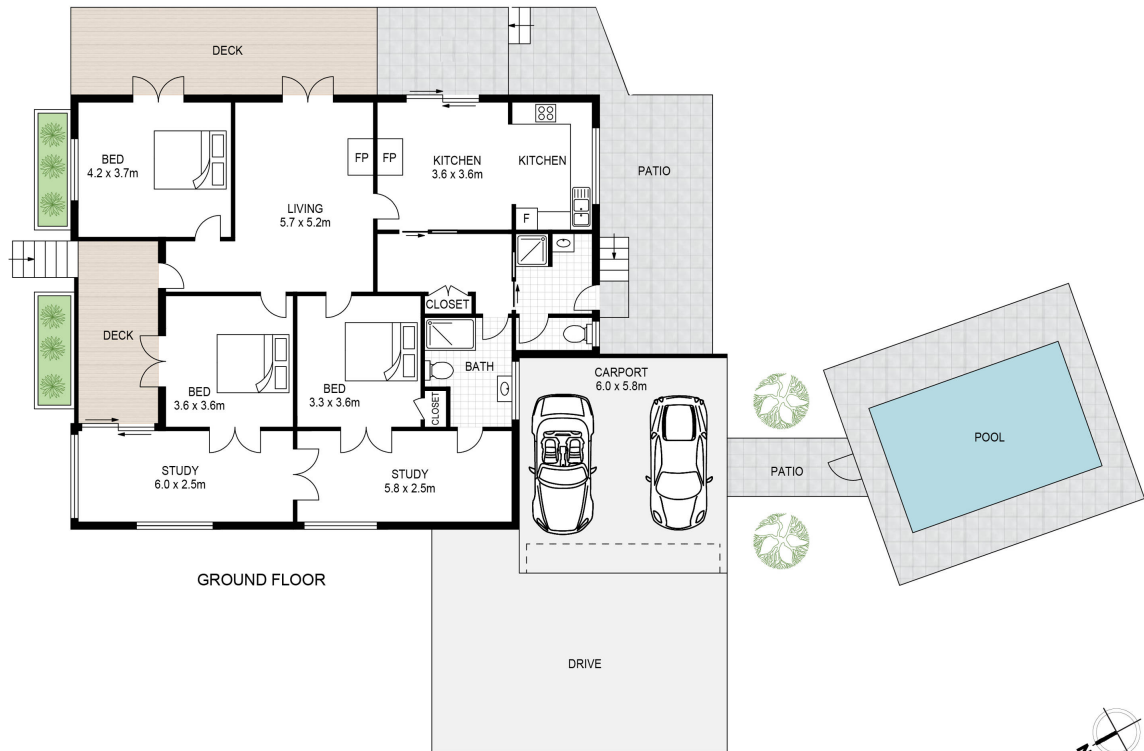 DECK
BED
4.2 x 3.7m
FP
FP
KITCHEN
3.6 x 3.6m
KITCHEN
PATIO
LIVING
5.7 x 5.2m
F
CLOSET
DECK
BED
3.6 x 3.6m
BED
3.3 x 3.6m
BATH
CLOSET
CARPORT
6.0 x 5.8m
STUDY
6.0 x 2.5m
STUDY
5.8 x 2.5m
PATIO
POOL
GROUND FLOOR
DRIVE
N